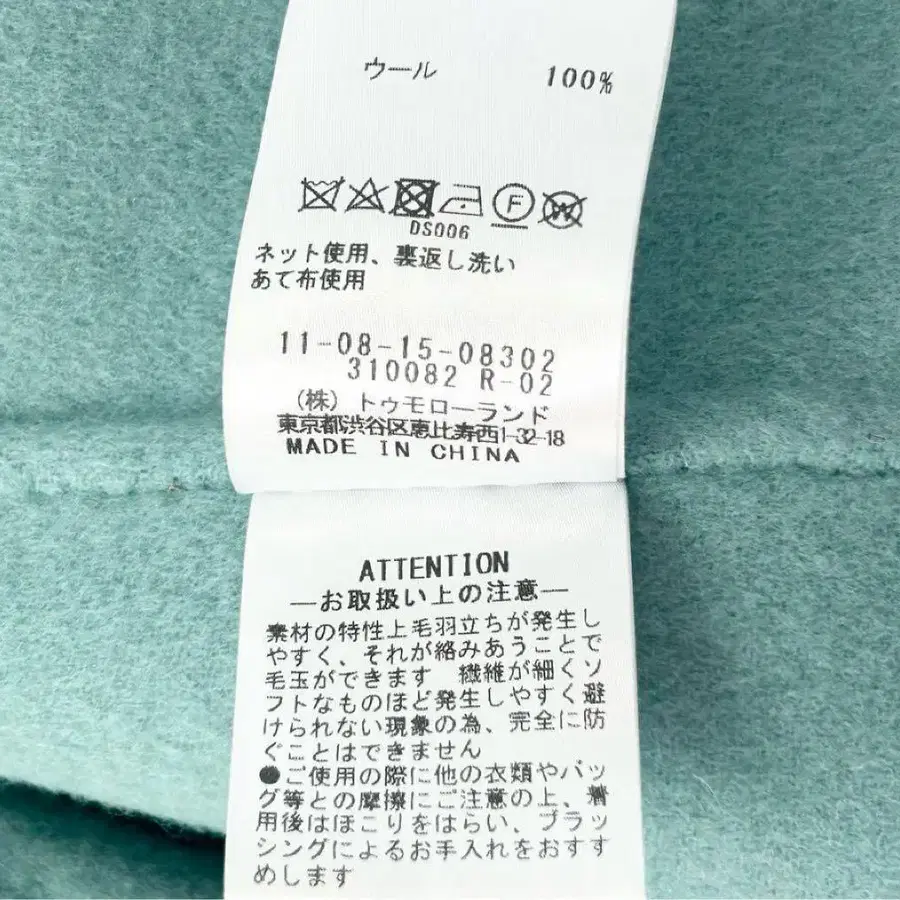 ウール 100%
F W
DS006
ネット使用、裏返し洗い
あて布使用
11-08-15-08302
310082 R-02
(株)トゥモローランド
東京都渋谷区恵比寿西1-32-18
MADE IN CHINA
ATTENTION
—お取扱い上の注意—
素材の特性上毛羽立ちが発生し
やすく、それが絡みあうことで
毛玉ができます 繊維が細くソ
フトなものほど発生しやすく避
けられない現象の為、完全に防
ぐことはできません
●ご使用の際に他の衣類やバッ
グ等との摩擦にご注意の上、着
用後はほこりをはらい、ブラッ
シングによるお手入れをおすす
めします